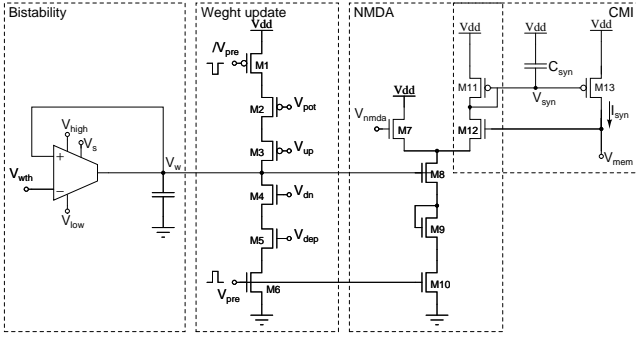 Bistability
Weght update
NMDA
CMI
Vdd
Vdd
Vdd
/Vpre
M1
M11
Csyn
M13
Vsyn
Isyn
Vdd
M2
Vpot
Vnmda
M7
M12
Vhigh
Vs
M3
Vup
Vmem
Vw
M8
+
Vwth
−
M4
Vdn
Vlow
M9
M5
Vdep
Vpre
M6
M10